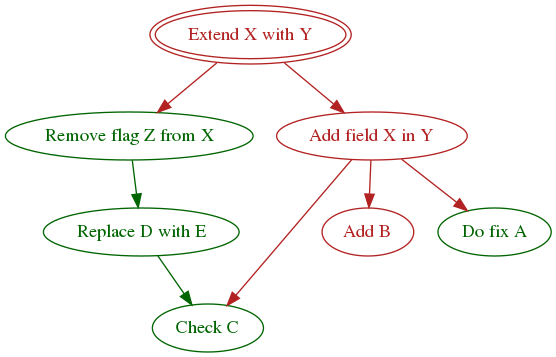 Extend X with Y
Remove flag Z from X
Add field X in Y
Replace D with E
Add B
Do fix A
Check C